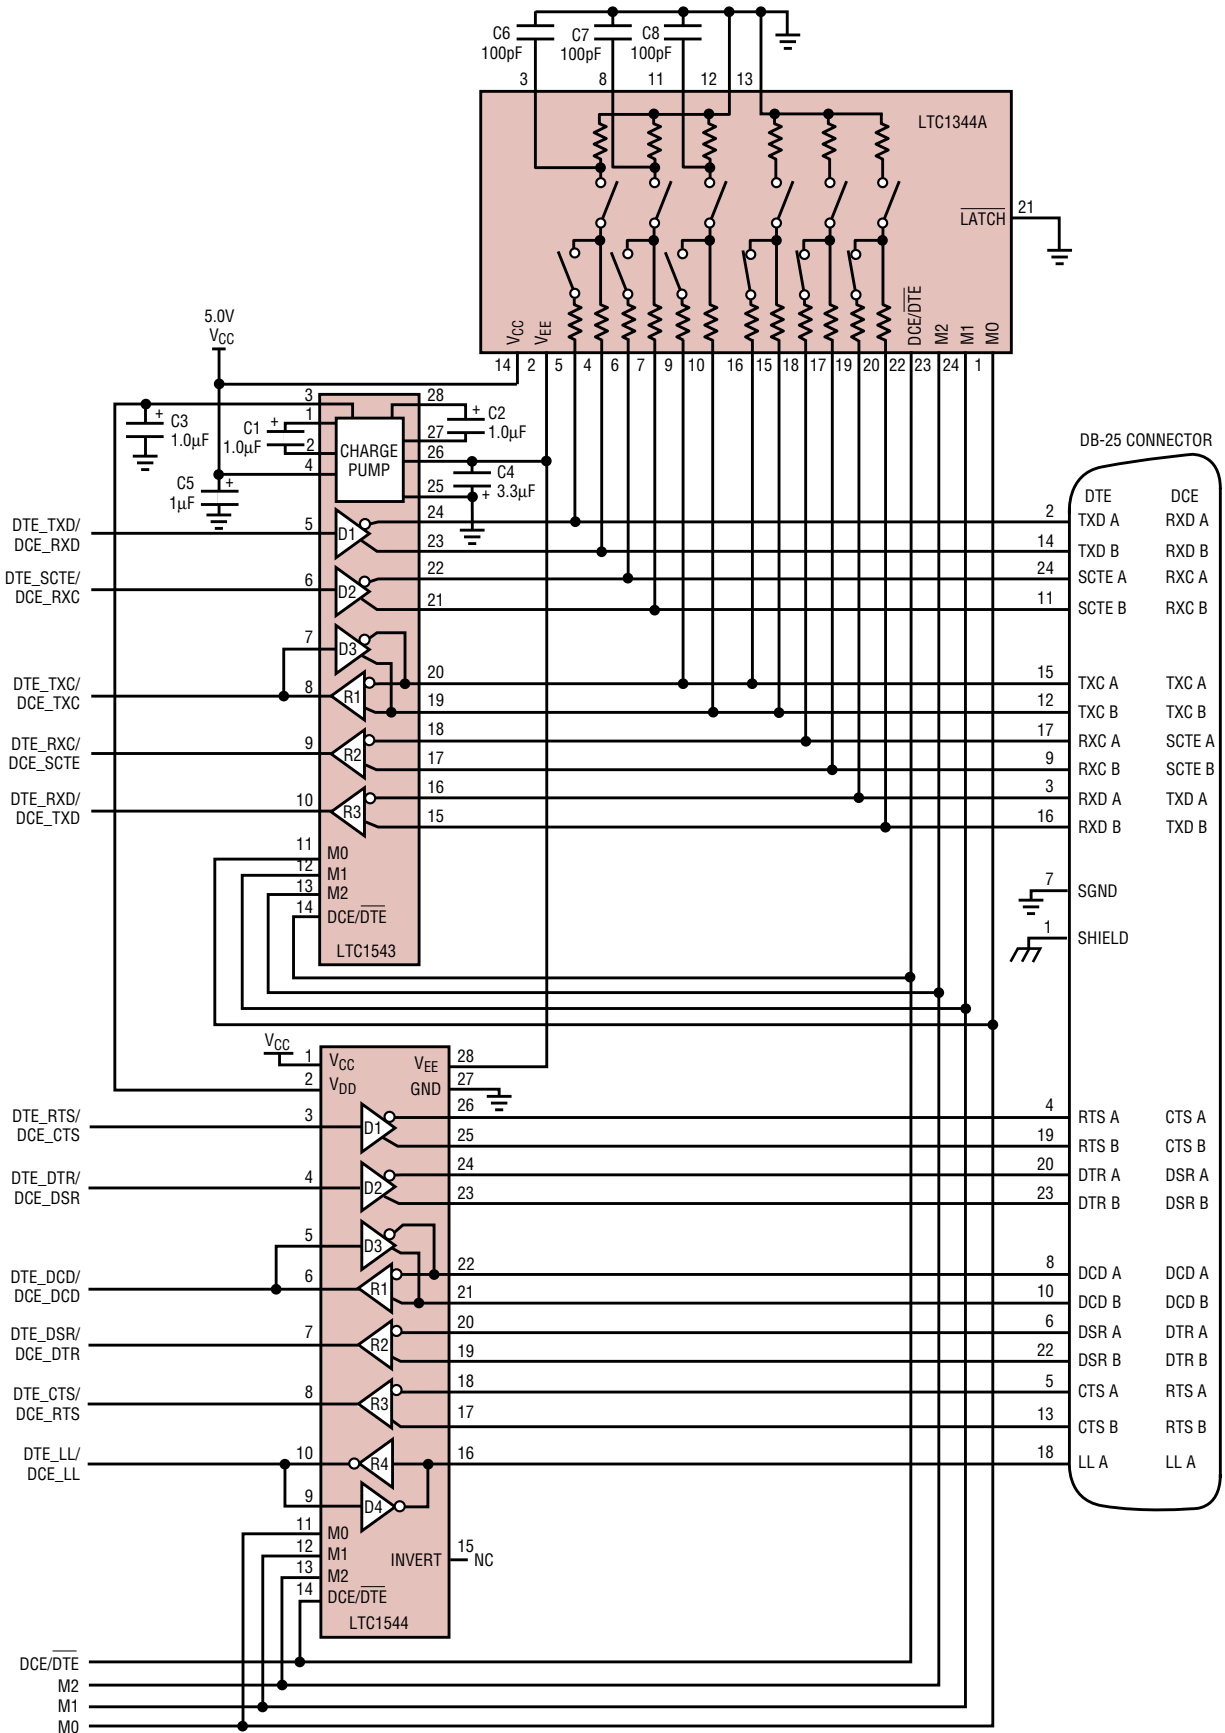 C6
100pF
C7
100pF
C8
100pF
3
8
11
12
13
LTC1344A
LATCH
21
5.0V
VCC
VCC
VEE
DCE/DTE
M2
M1
M0
14
2
5
4
6
7
9
10
16
15
18
17
19
20
22
23
24
1
3
28
C3
1.0µF
+
C1
1.0µF
+
1
2
4
CHARGE
PUMP
27
26
25
C2
1.0µF
+
C4
3.3µF
+
C5
1µF
+
DB-25 CONNECTOR
DTE
DCE
DTE_TXD/
DCE_RXD
5
D1
24
23
2
TXD A
RXD A
14
TXD B
RXD B
DTE_SCTE/
DCE_RXC
6
D2
22
21
24
SCTE A
RXC A
11
SCTE B
RXC B
7
D3
DTE_TXC/
DCE_TXC
8
R1
20
19
15
TXC A
TXC A
12
TXC B
TXC B
DTE_RXC/
DCE_SCTE
9
R2
18
17
17
RXC A
SCTE A
9
RXC B
SCTE B
DTE_RXD/
DCE_TXD
10
R3
16
15
3
RXD A
TXD A
16
RXD B
TXD B
11
M0
12
M1
13
M2
14
DCE/DTE
LTC1543
7
SGND
1
SHIELD
VCC
1
VCC
VEE
28
2
VDD
GND
27
DTE_RTS/
DCE_CTS
3
D1
26
25
4
RTS A
CTS A
19
RTS B
CTS B
DTE_DTR/
DCE_DSR
4
D2
24
23
20
DTR A
DSR A
23
DTR B
DSR B
5
D3
DTE_DCD/
DCE_DCD
6
R1
22
21
8
DCD A
DCD A
10
DCD B
DCD B
DTE_DSR/
DCE_DTR
7
R2
20
19
6
DSR A
DTR A
22
DSR B
DTR B
DTE_CTS/
DCE_RTS
8
R3
18
17
5
CTS A
RTS A
13
CTS B
RTS B
DTE_LL/
DCE_LL
10
R4
16
18
LL A
LL A
9
D4
11
M0
12
M1
13
M2
14
DCE/DTE
INVERT
15
NC
LTC1544
DCE/DTE
M2
M1
M0